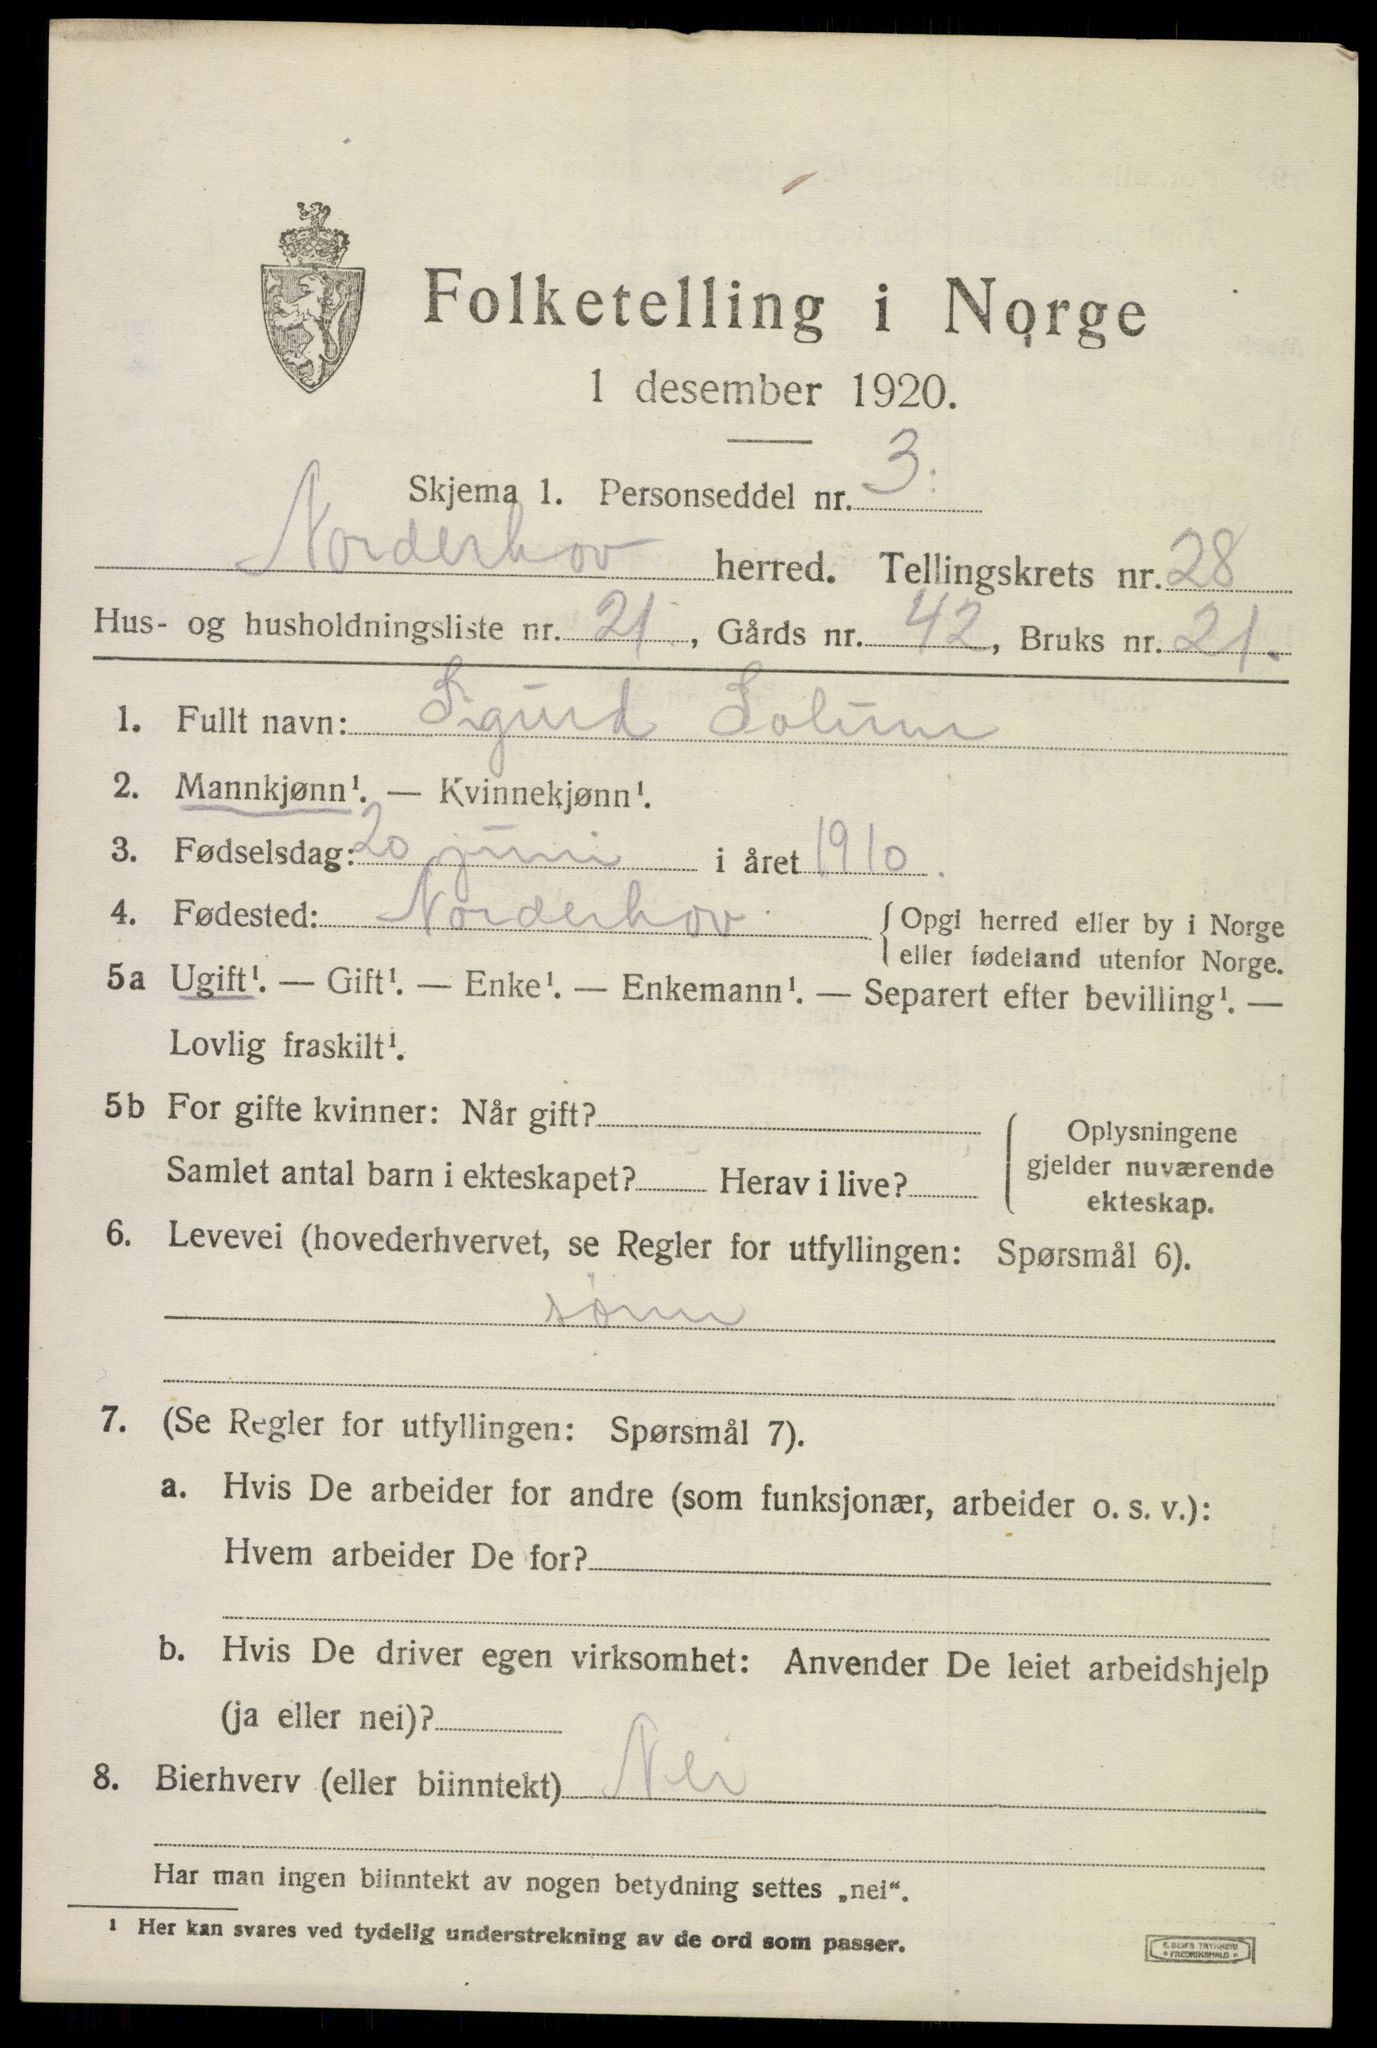 Folketelling i Norge
1 desember 1920.
Skjema 1. Personseddel nr. 3.
Norderhov herred. Tellingskrets nr. 28
Hus- og husholdningsliste nr. 21, Gårds nr. 42, Bruks nr. 21.
1. Fullt navn: Sigurd Solum
2. Mannkjønn¹. — Kvinnekjønn¹.
3. Fødselsdag: 20 juni i året 1910.
4. Fødested: Norderhov { Opgi herred eller by i Norge
eller fødeland utenfor Norge.
5a Ugift¹. — Gift¹. — Enke¹. — Enkemann¹. — Separert efter bevilling¹. —
Lovlig fraskilt¹.
5b For gifte kvinner: Når gift?
Samlet antal barn i ekteskapet? Herav i live?
Oplysningene
gjelder nuværende
ekteskap.
6. Levevei (hovederhvervet, se Regler for utfyllingen: Spørsmål 6).
sønn
7. (Se Regler for utfyllingen: Spørsmål 7).
a. Hvis De arbeider for andre (som funksjonær, arbeider o. s. v.):
Hvem arbeider De for?
b. Hvis De driver egen virksomhet: Anvender De leiet arbeidshjelp
(ja eller nei)?
8. Bierhverv (eller biinntekt) Nei
Har man ingen biinntekt av nogen betydning settes „nei“.
¹ Her kan svares ved tydelig understrekning av de ord som passer.
E. SEM'S TRYKKERI
FREDRIKSHALD